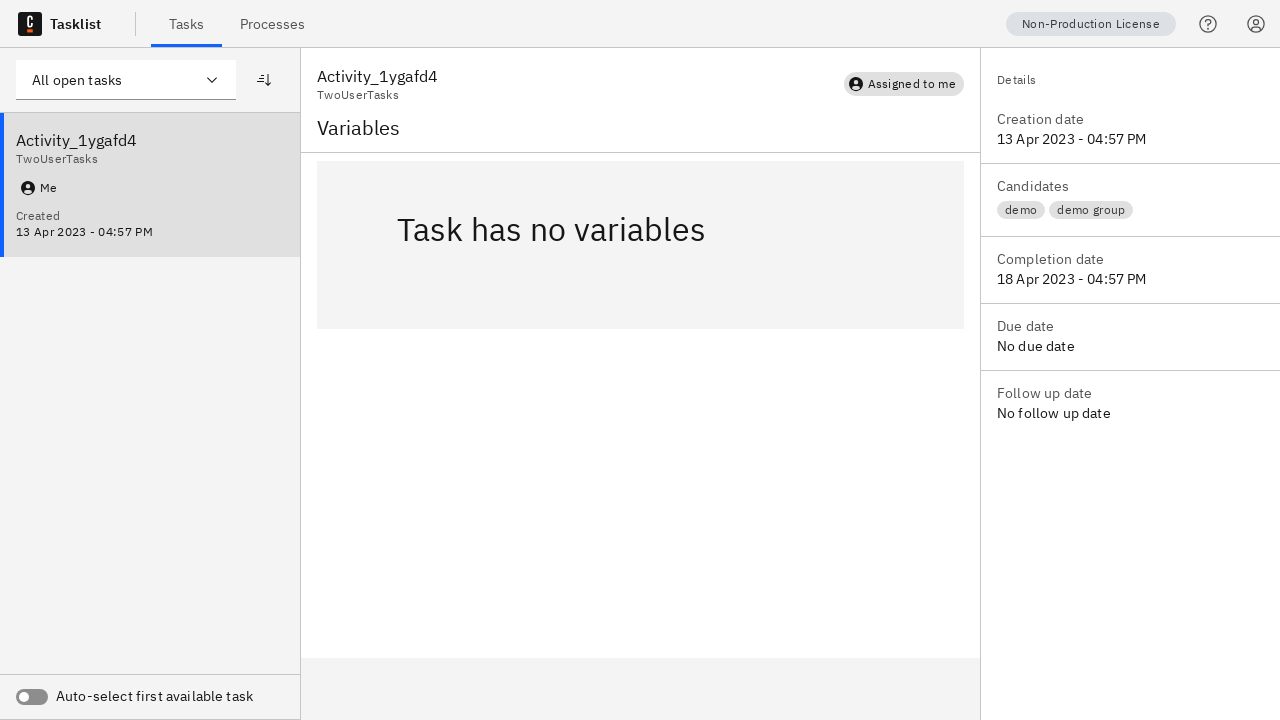 Tasklist
Tasks
Processes
Non-Production License
All open tasks
Activity_1ygafd4
TwoUserTasks
Me
Created
13 Apr 2023 - 04:57 PM
Auto-select first available task
Activity_1ygafd4
TwoUserTasks
Assigned to me
Variables
Task has no variables
Details
Creation date
13 Apr 2023 - 04:57 PM
Candidates
demo
demo group
Completion date
18 Apr 2023 - 04:57 PM
Due date
No due date
Follow up date
No follow up date